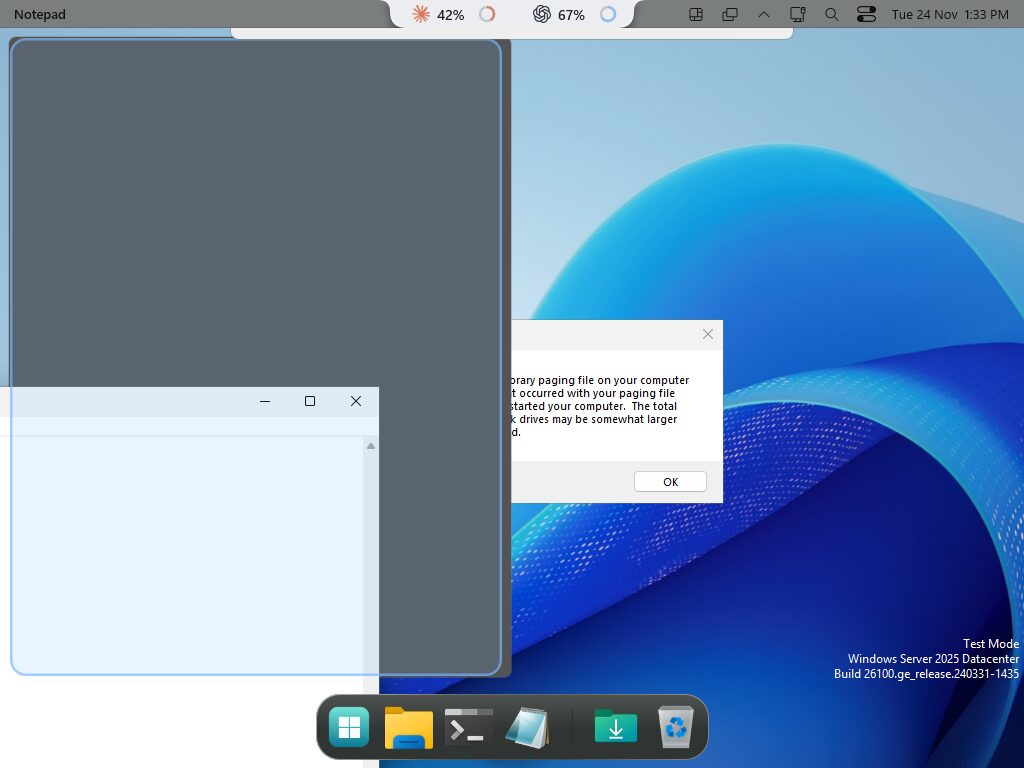 Notepad
42%
67%
Tue 24 Nov 1:33 PM
paging file on your computer
occurred with your paging file
your computer. The total
drives may be somewhat larger
OK
Test Mode
Windows Server 2025 Datacenter
Build 26100.ge_release.240331-1435